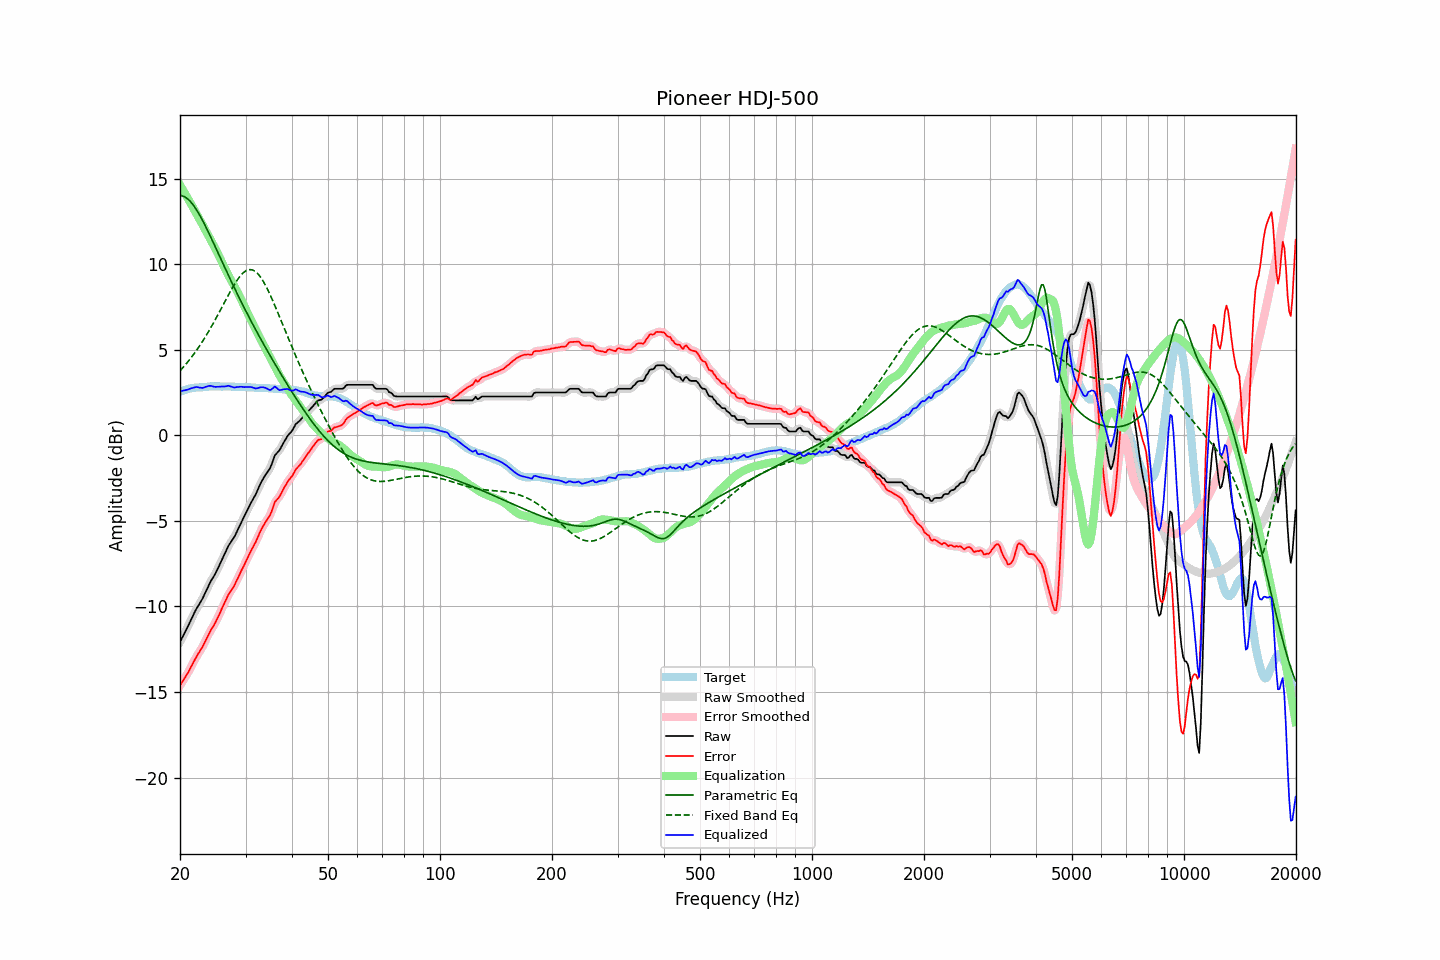 Pioneer HDJ-500
Amplitude (dBr)
15
10
5
0
−5
−10
−15
−20
Target
Raw Smoothed
Error Smoothed
Raw
Error
Equalization
Parametric Eq
Fixed Band Eq
Equalized
20 50 100 200 500 1000 2000 5000 10000 20000
Frequency (Hz)